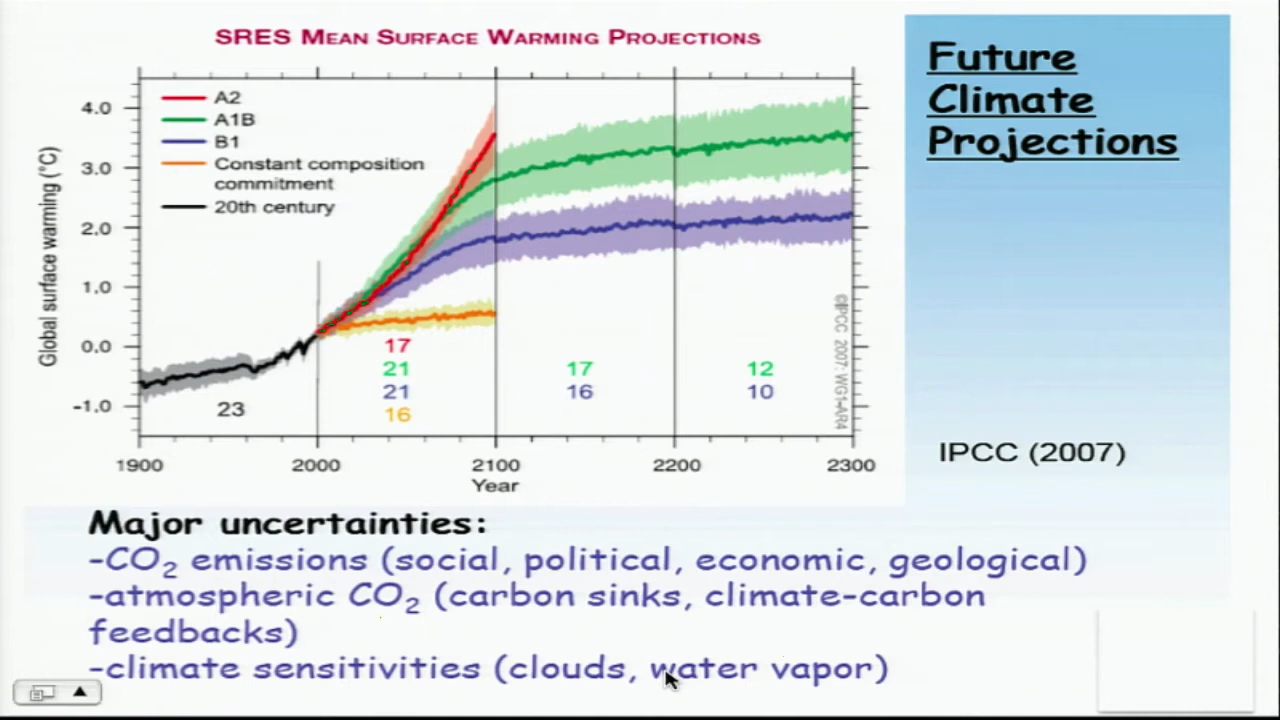 SRES MEAN SURFACE WARMING PROJECTIONS
Future
Climate
Projections
A2
A1B
B1
Constant composition
commitment
20th century
Global surface warming (°C)
4.0
3.0
2.0
1.0
0.0
-1.0
17
21
21
16
23
17
16
12
10
©IPCC 2007: WG1-AR4
1900
2000
2100
2200
2300
Year
IPCC (2007)
Major uncertainties:
-CO₂ emissions (social, political, economic, geological)
-atmospheric CO₂ (carbon sinks, climate-carbon
feedbacks)
-climate sensitivities (clouds, water vapor)